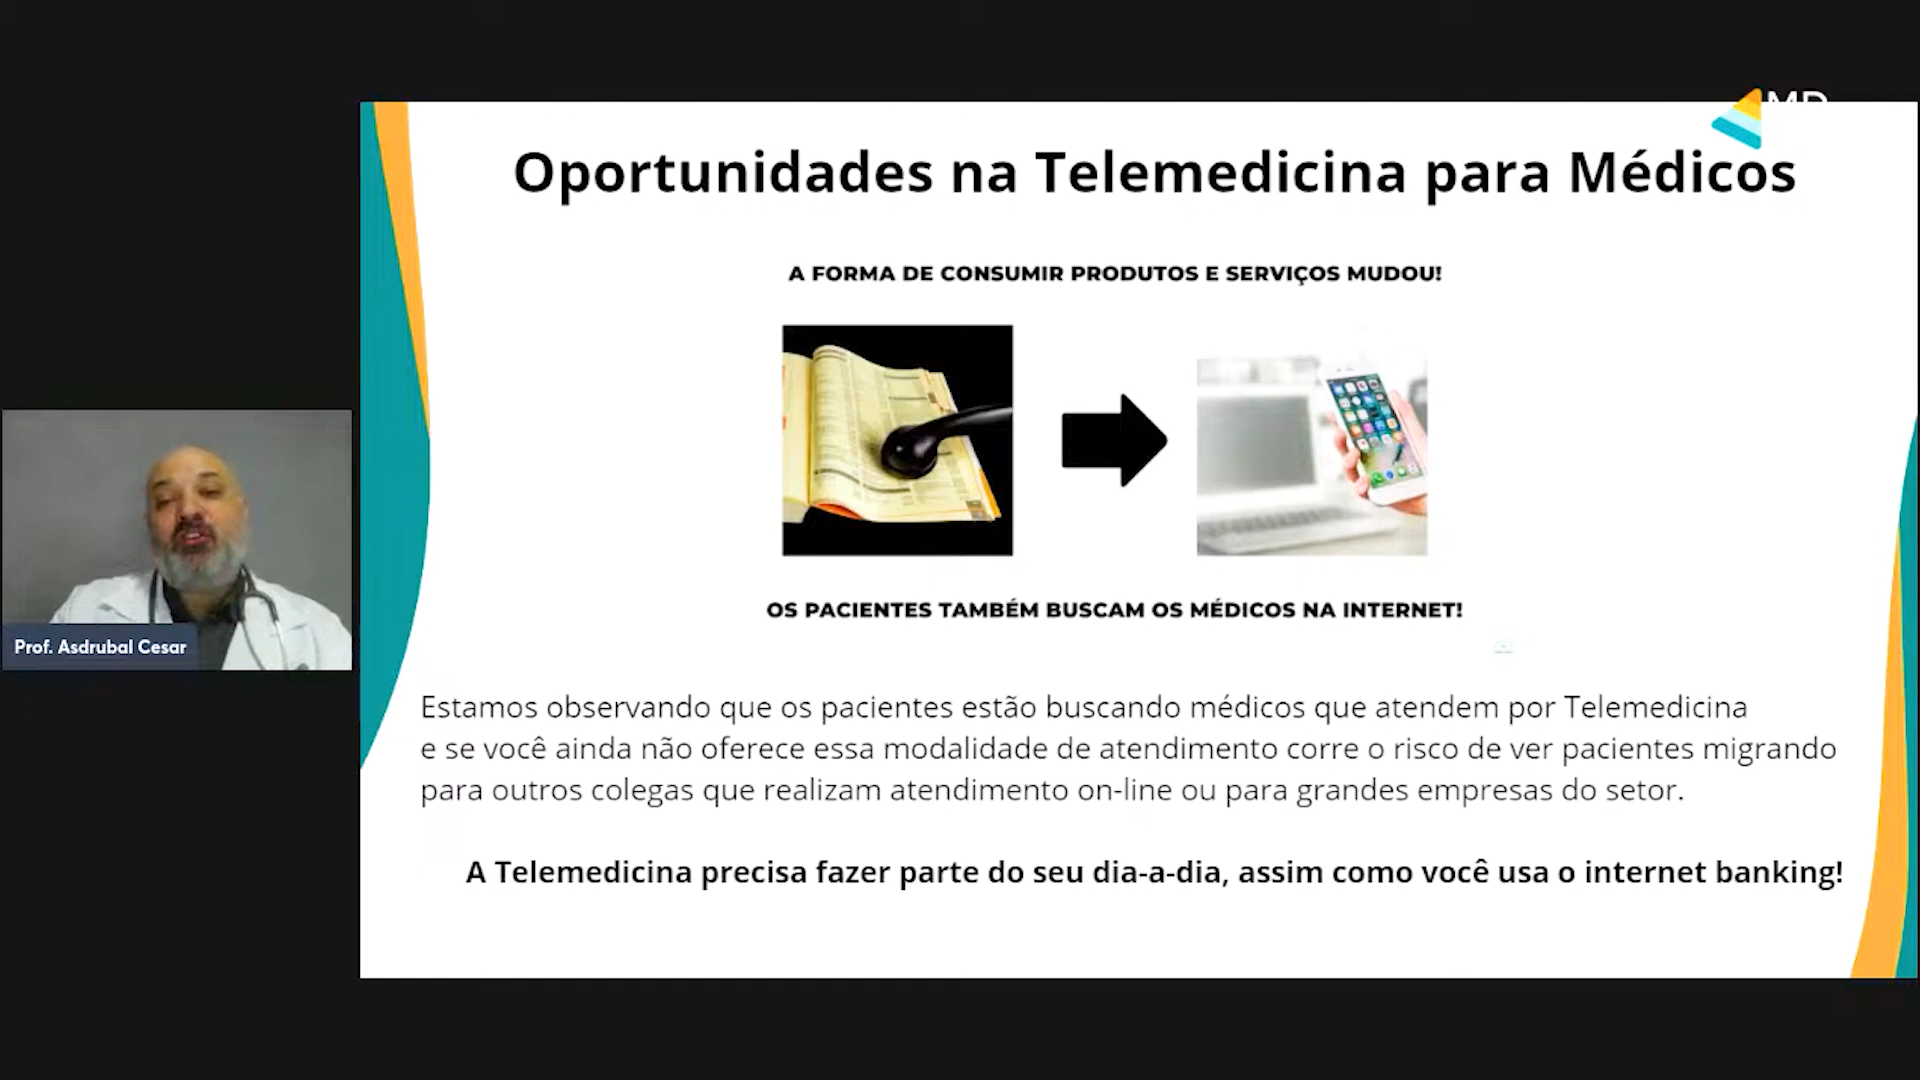 MD
Oportunidades na Telemedicina para Médicos
A FORMA DE CONSUMIR PRODUTOS E SERVIÇOS MUDOU!
OS PACIENTES TAMBÉM BUSCAM OS MÉDICOS NA INTERNET!
Prof. Asdrubal Cesar
Estamos observando que os pacientes estão buscando médicos que atendem por Telemedicina
e se você ainda não oferece essa modalidade de atendimento corre o risco de ver pacientes migrando
para outros colegas que realizam atendimento on-line ou para grandes empresas do setor.
A Telemedicina precisa fazer parte do seu dia-a-dia, assim como você usa o internet banking!